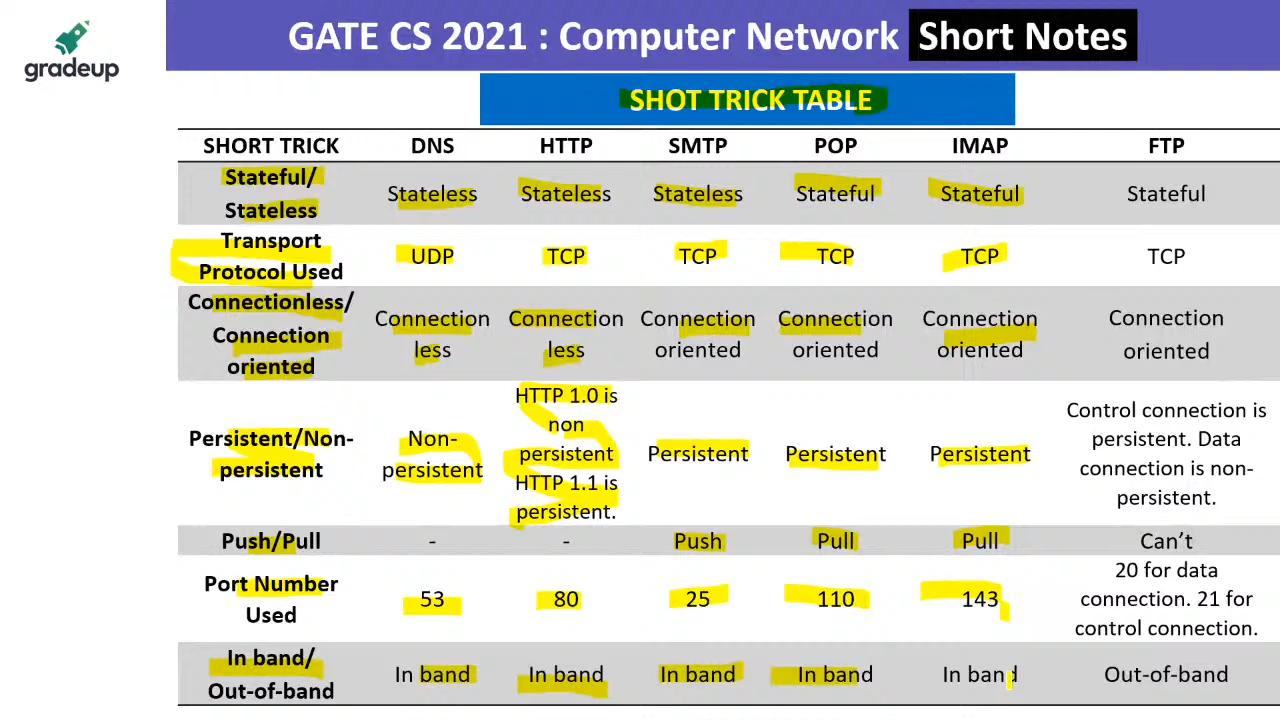 GATE CS 2021 : Computer Network Short Notes
gradeup
SHOT TRICK TABLE
SHORT TRICK DNS HTTP SMTP POP IMAP FTP
Stateful/
Stateless
Stateless Stateless Stateless Stateful Stateful Stateful
Transport
Protocol Used
UDP TCP TCP TCP TCP TCP
Connectionless/
Connection
oriented
Connection
less
Connection
less
Connection
oriented
Connection
oriented
Connection
oriented
Connection
oriented
Persistent/Non-
persistent
Non-
persistent
HTTP 1.0 is
non
persistent
HTTP 1.1 is
persistent.
Persistent Persistent Persistent
Control connection is
persistent. Data
connection is non-
persistent.
Push/Pull - - Push Pull Pull Can’t
Port Number
Used
53 80 25 110 143
20 for data
connection. 21 for
control connection.
In band/
Out-of-band
In band In band In band In band In band Out-of-band